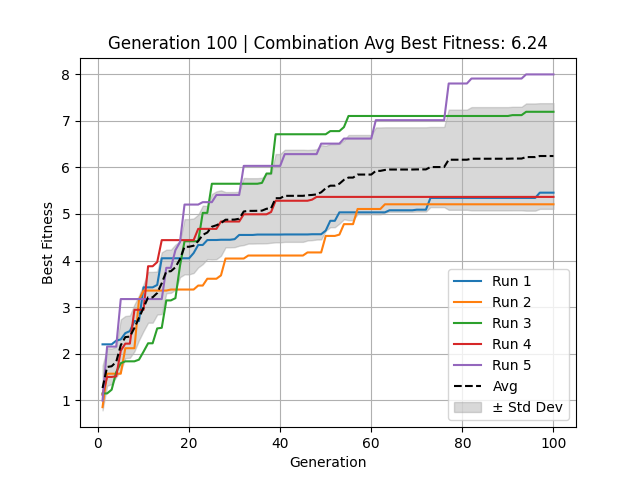 Generation 100 | Combination Avg Best Fitness: 6.24
Best Fitness
8
7
6
5
4
3
2
1
0
20
40
60
80
100
Generation
Run 1
Run 2
Run 3
Run 4
Run 5
Avg
± Std Dev